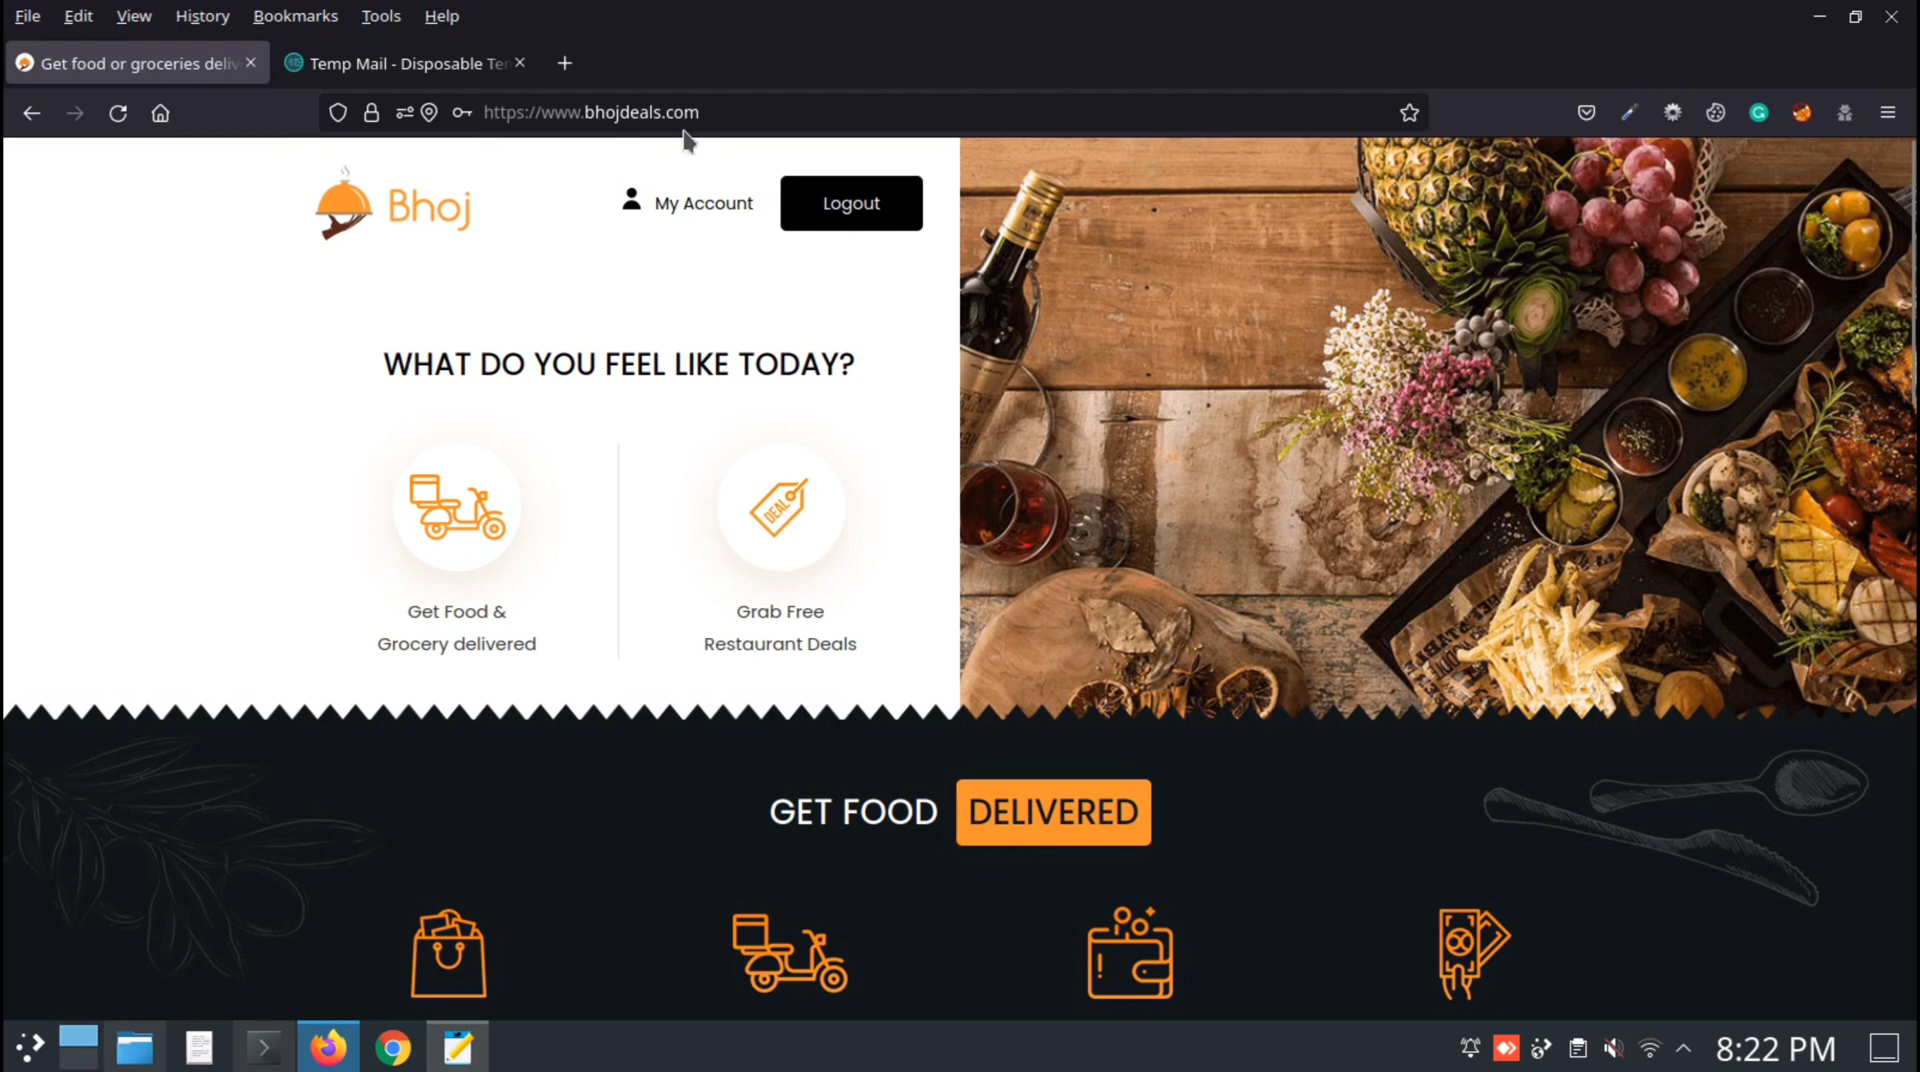 File Edit View History Bookmarks Tools Help
Get food or groceries deliv
Temp Mail - Disposable Te
https://www.bhojdeals.com
Bhoj
My Account
Logout
WHAT DO YOU FEEL LIKE TODAY?
DEAL
Get Food &
Grocery delivered
Grab Free
Restaurant Deals
GET FOOD DELIVERED
8:22 PM